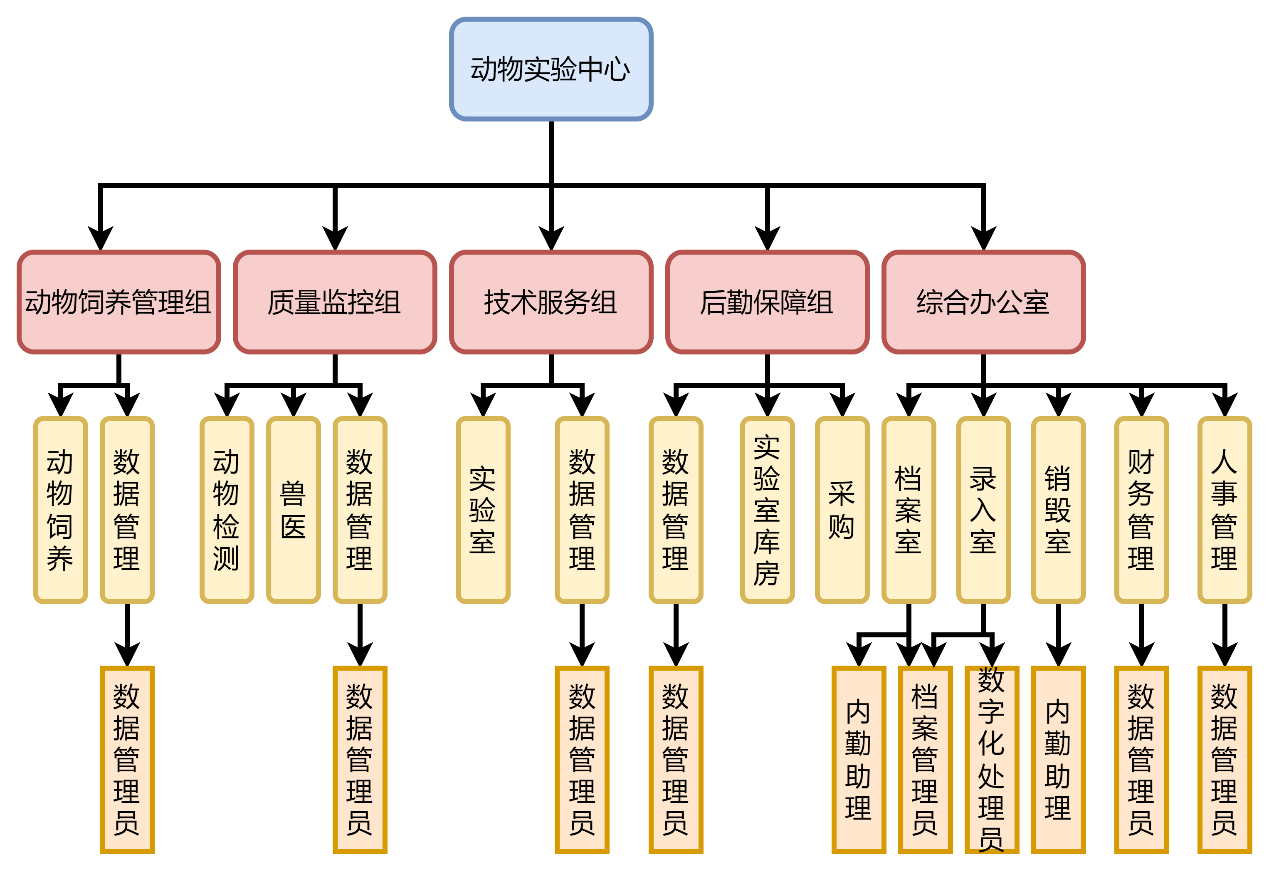 动物实验中心
动物饲养管理组
质量监控组
技术服务组
后勤保障组
综合办公室
动物饲养
数据管理
动物检测
兽医
数据管理
实验室
数据管理
数据管理
实验室库房
采购
档案室
录入室
销毁室
财务管理
人事管理
数据管理员
数据管理员
数据管理员
数据管理员
内勤助理
档案管理员
数字化处理员
内勤助理
数据管理员
数据管理员